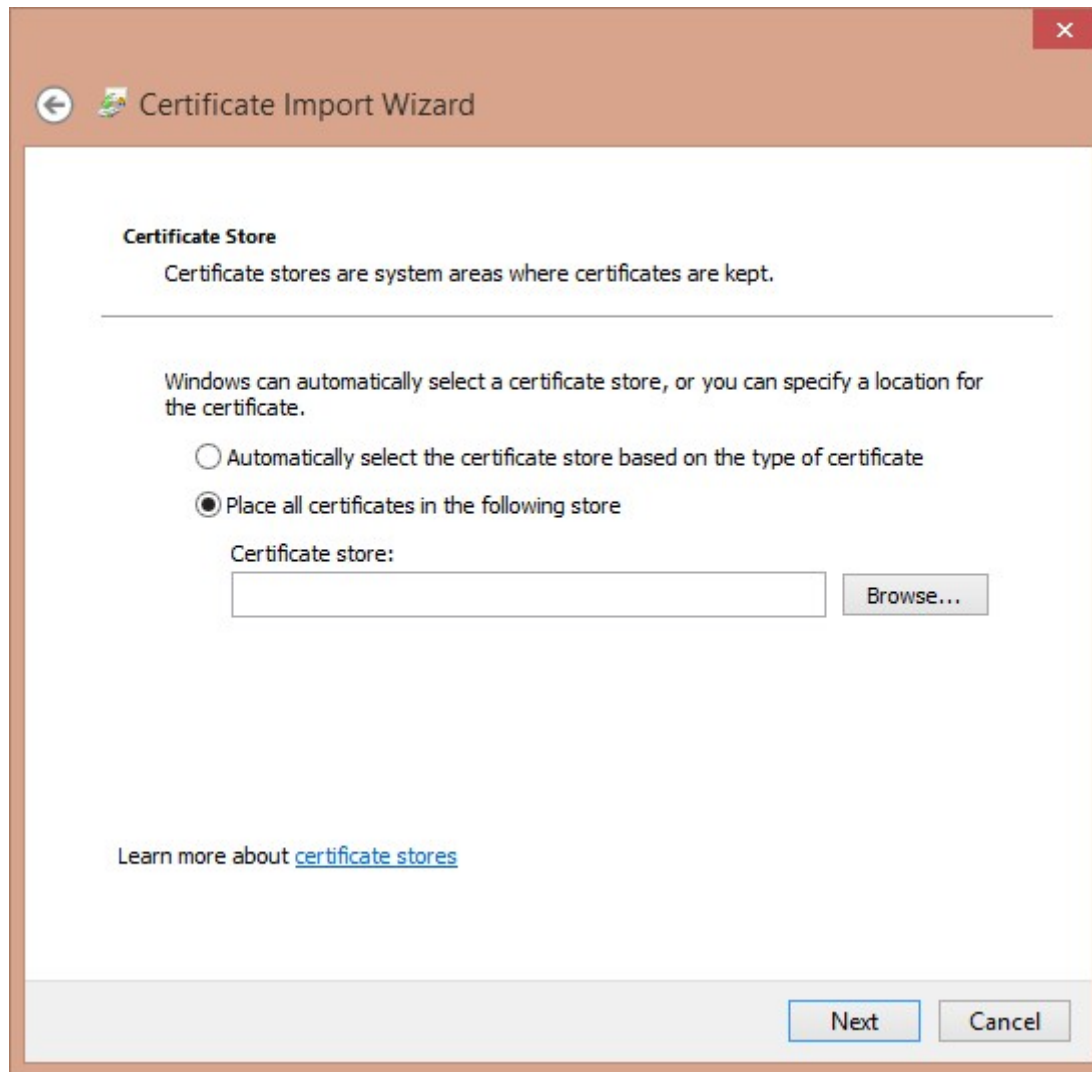 Certificate Import Wizard
Certificate Store
Certificate stores are system areas where certificates are kept.
Windows can automatically select a certificate store, or you can specify a location for
the certificate.
Automatically select the certificate store based on the type of certificate
Place all certificates in the following store
Certificate store:
Browse...
Learn more about certificate stores
Next
Cancel